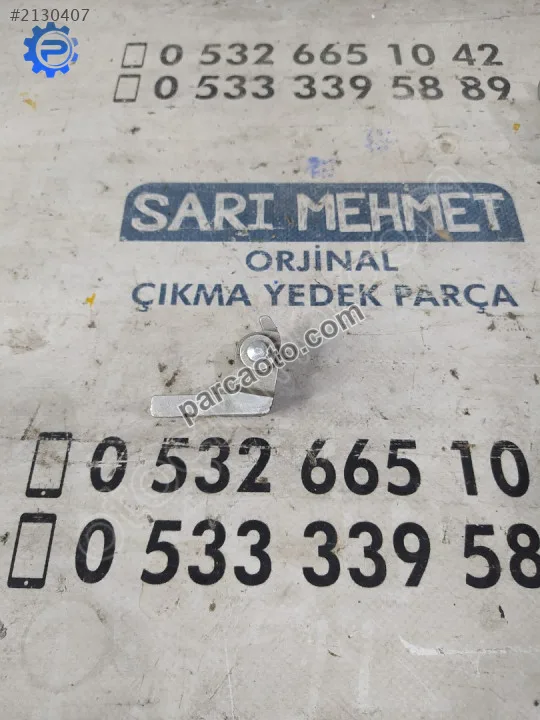 #2130407
0 532 665 10 42
0 533 339 58 89
SARI MEHMET
ORJİNAL
ÇIKMA YEDEK PARÇA
parcaoto.com
0 532 665 10
0 533 339 58